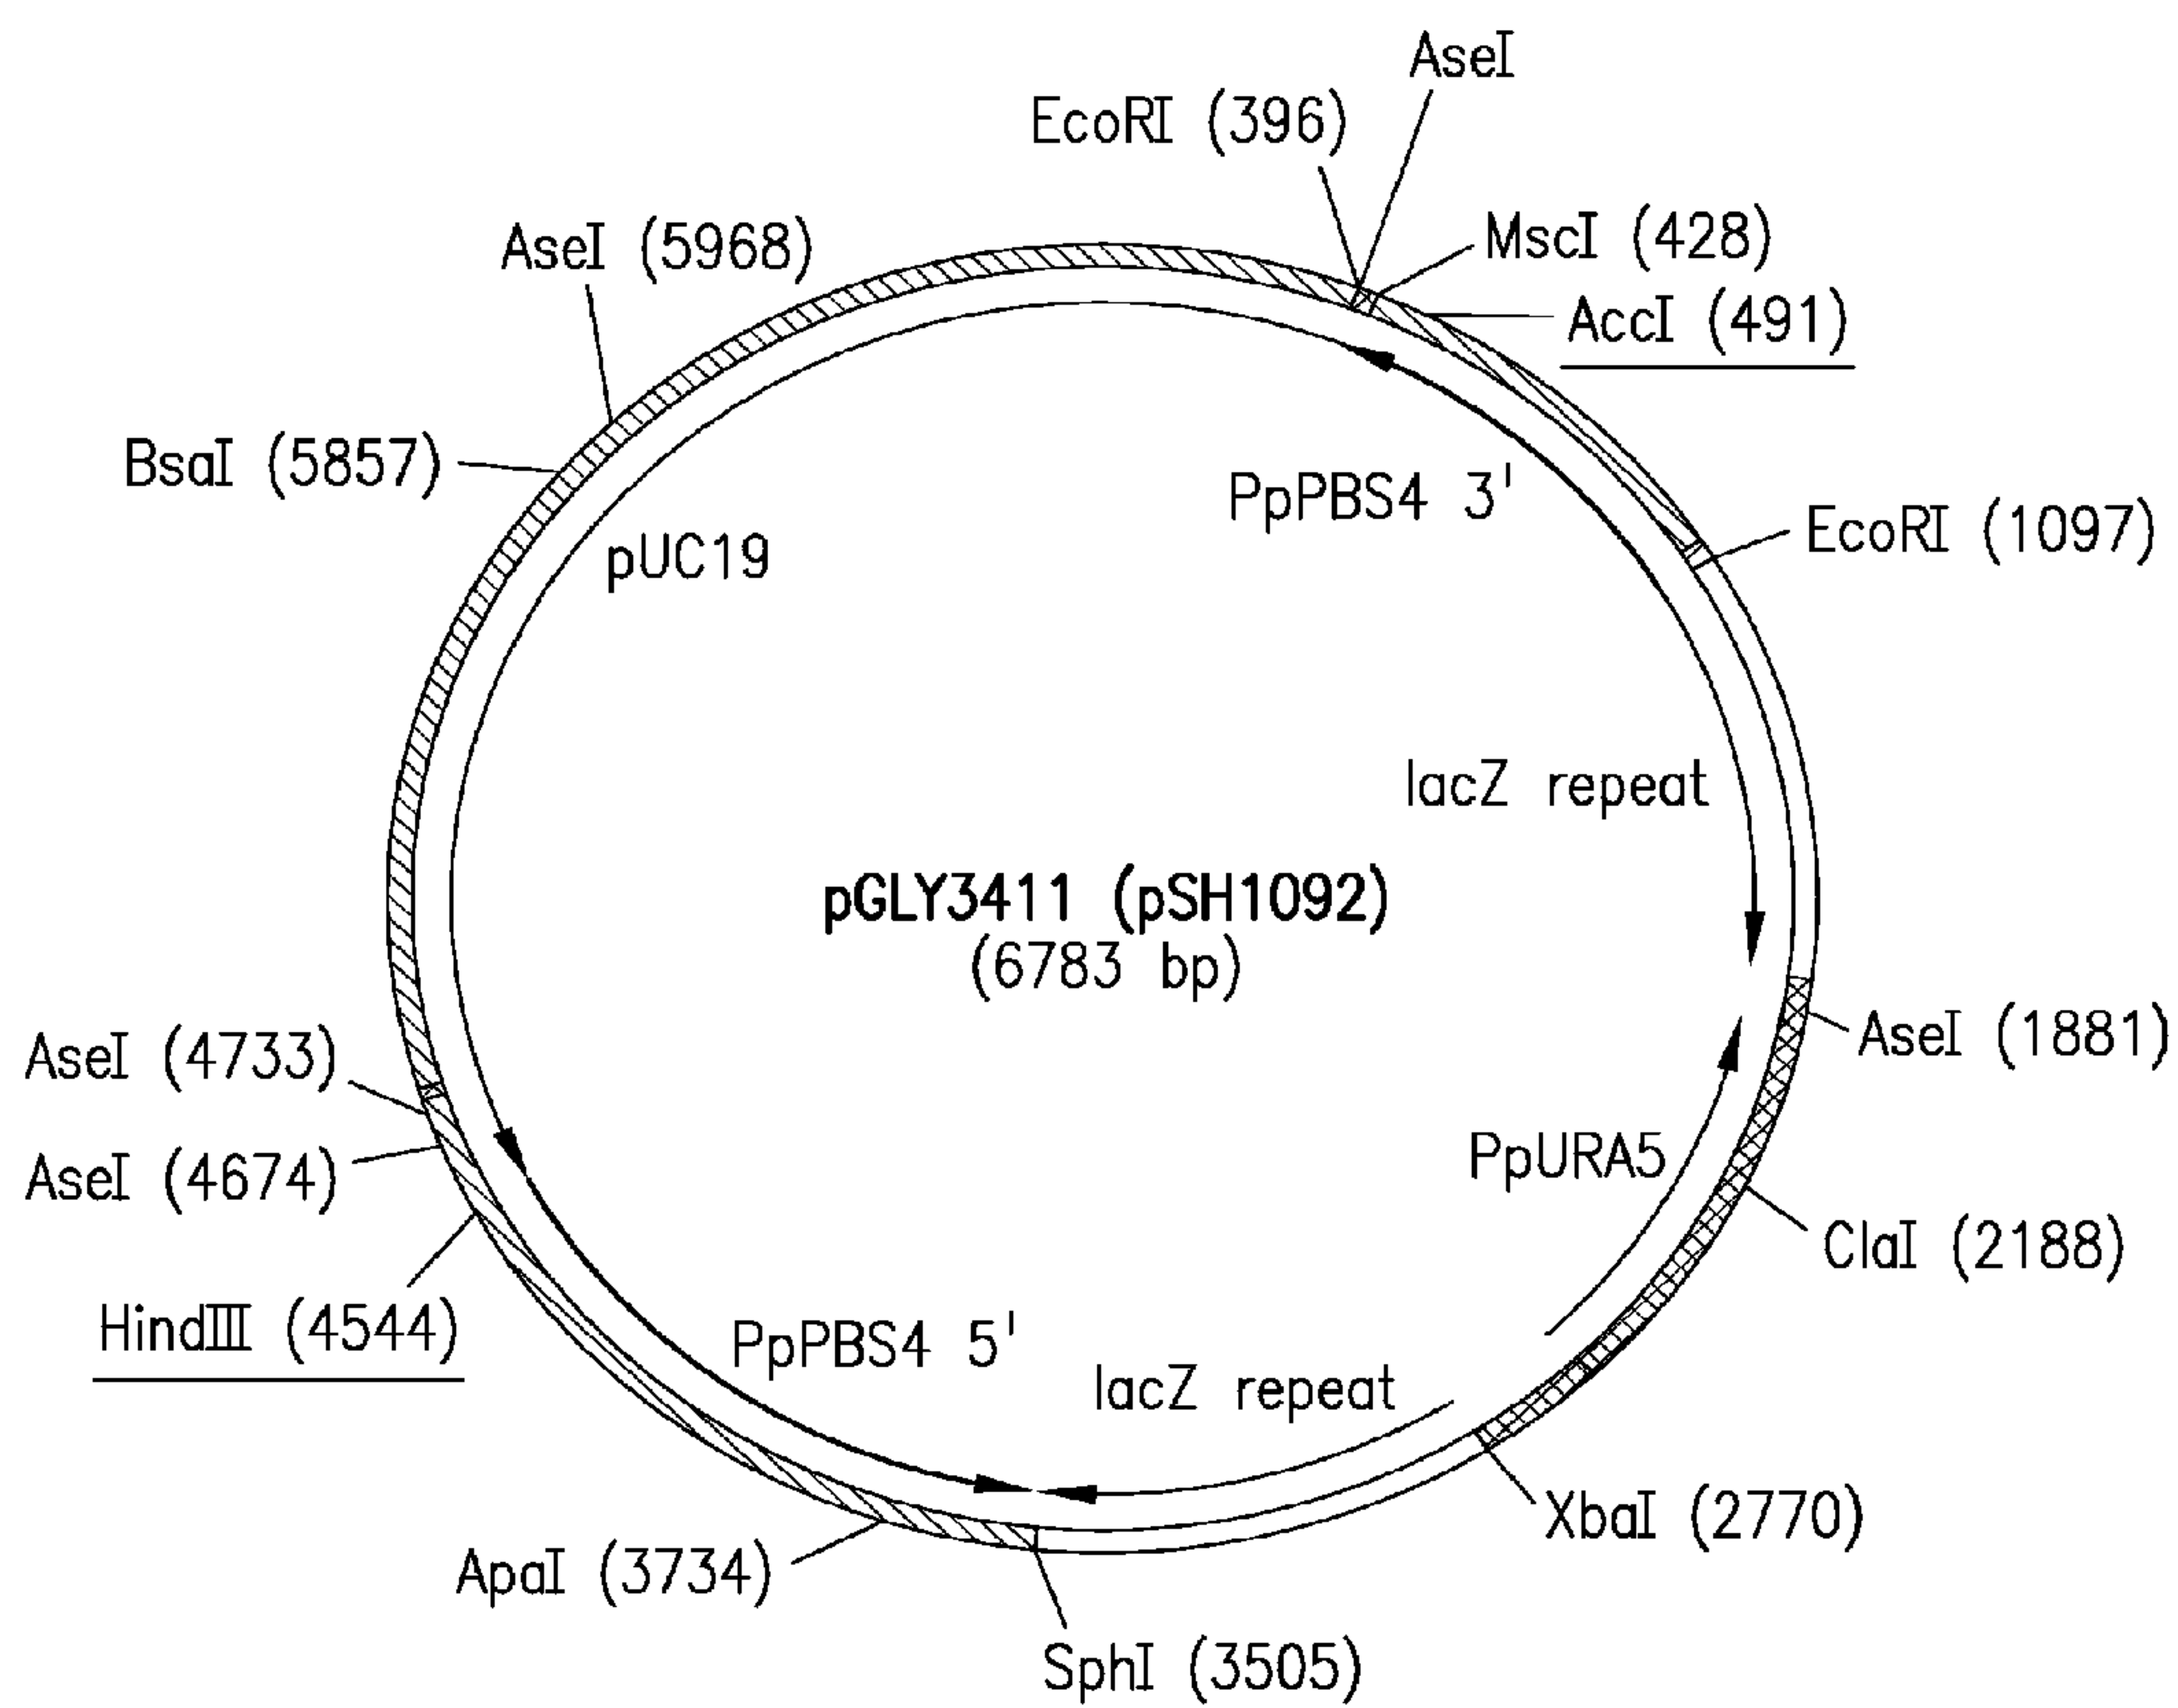 AseI
EcoRI (396)
MscI (428)
AseI (5968)
AccI (491)
BsaI (5857)
PpPBS4 3'
EcoRI (1097)
pUC19
lacZ repeat
pGLY3411 (pSH1092)
(6783 bp)
AseI (1881)
AseI (4733)
PpURA5
AseI (4674)
ClaI (2188)
HindIII (4544)
PpPBS4 5'
lacZ repeat
XbaI (2770)
ApaI (3734)
SphI (3505)